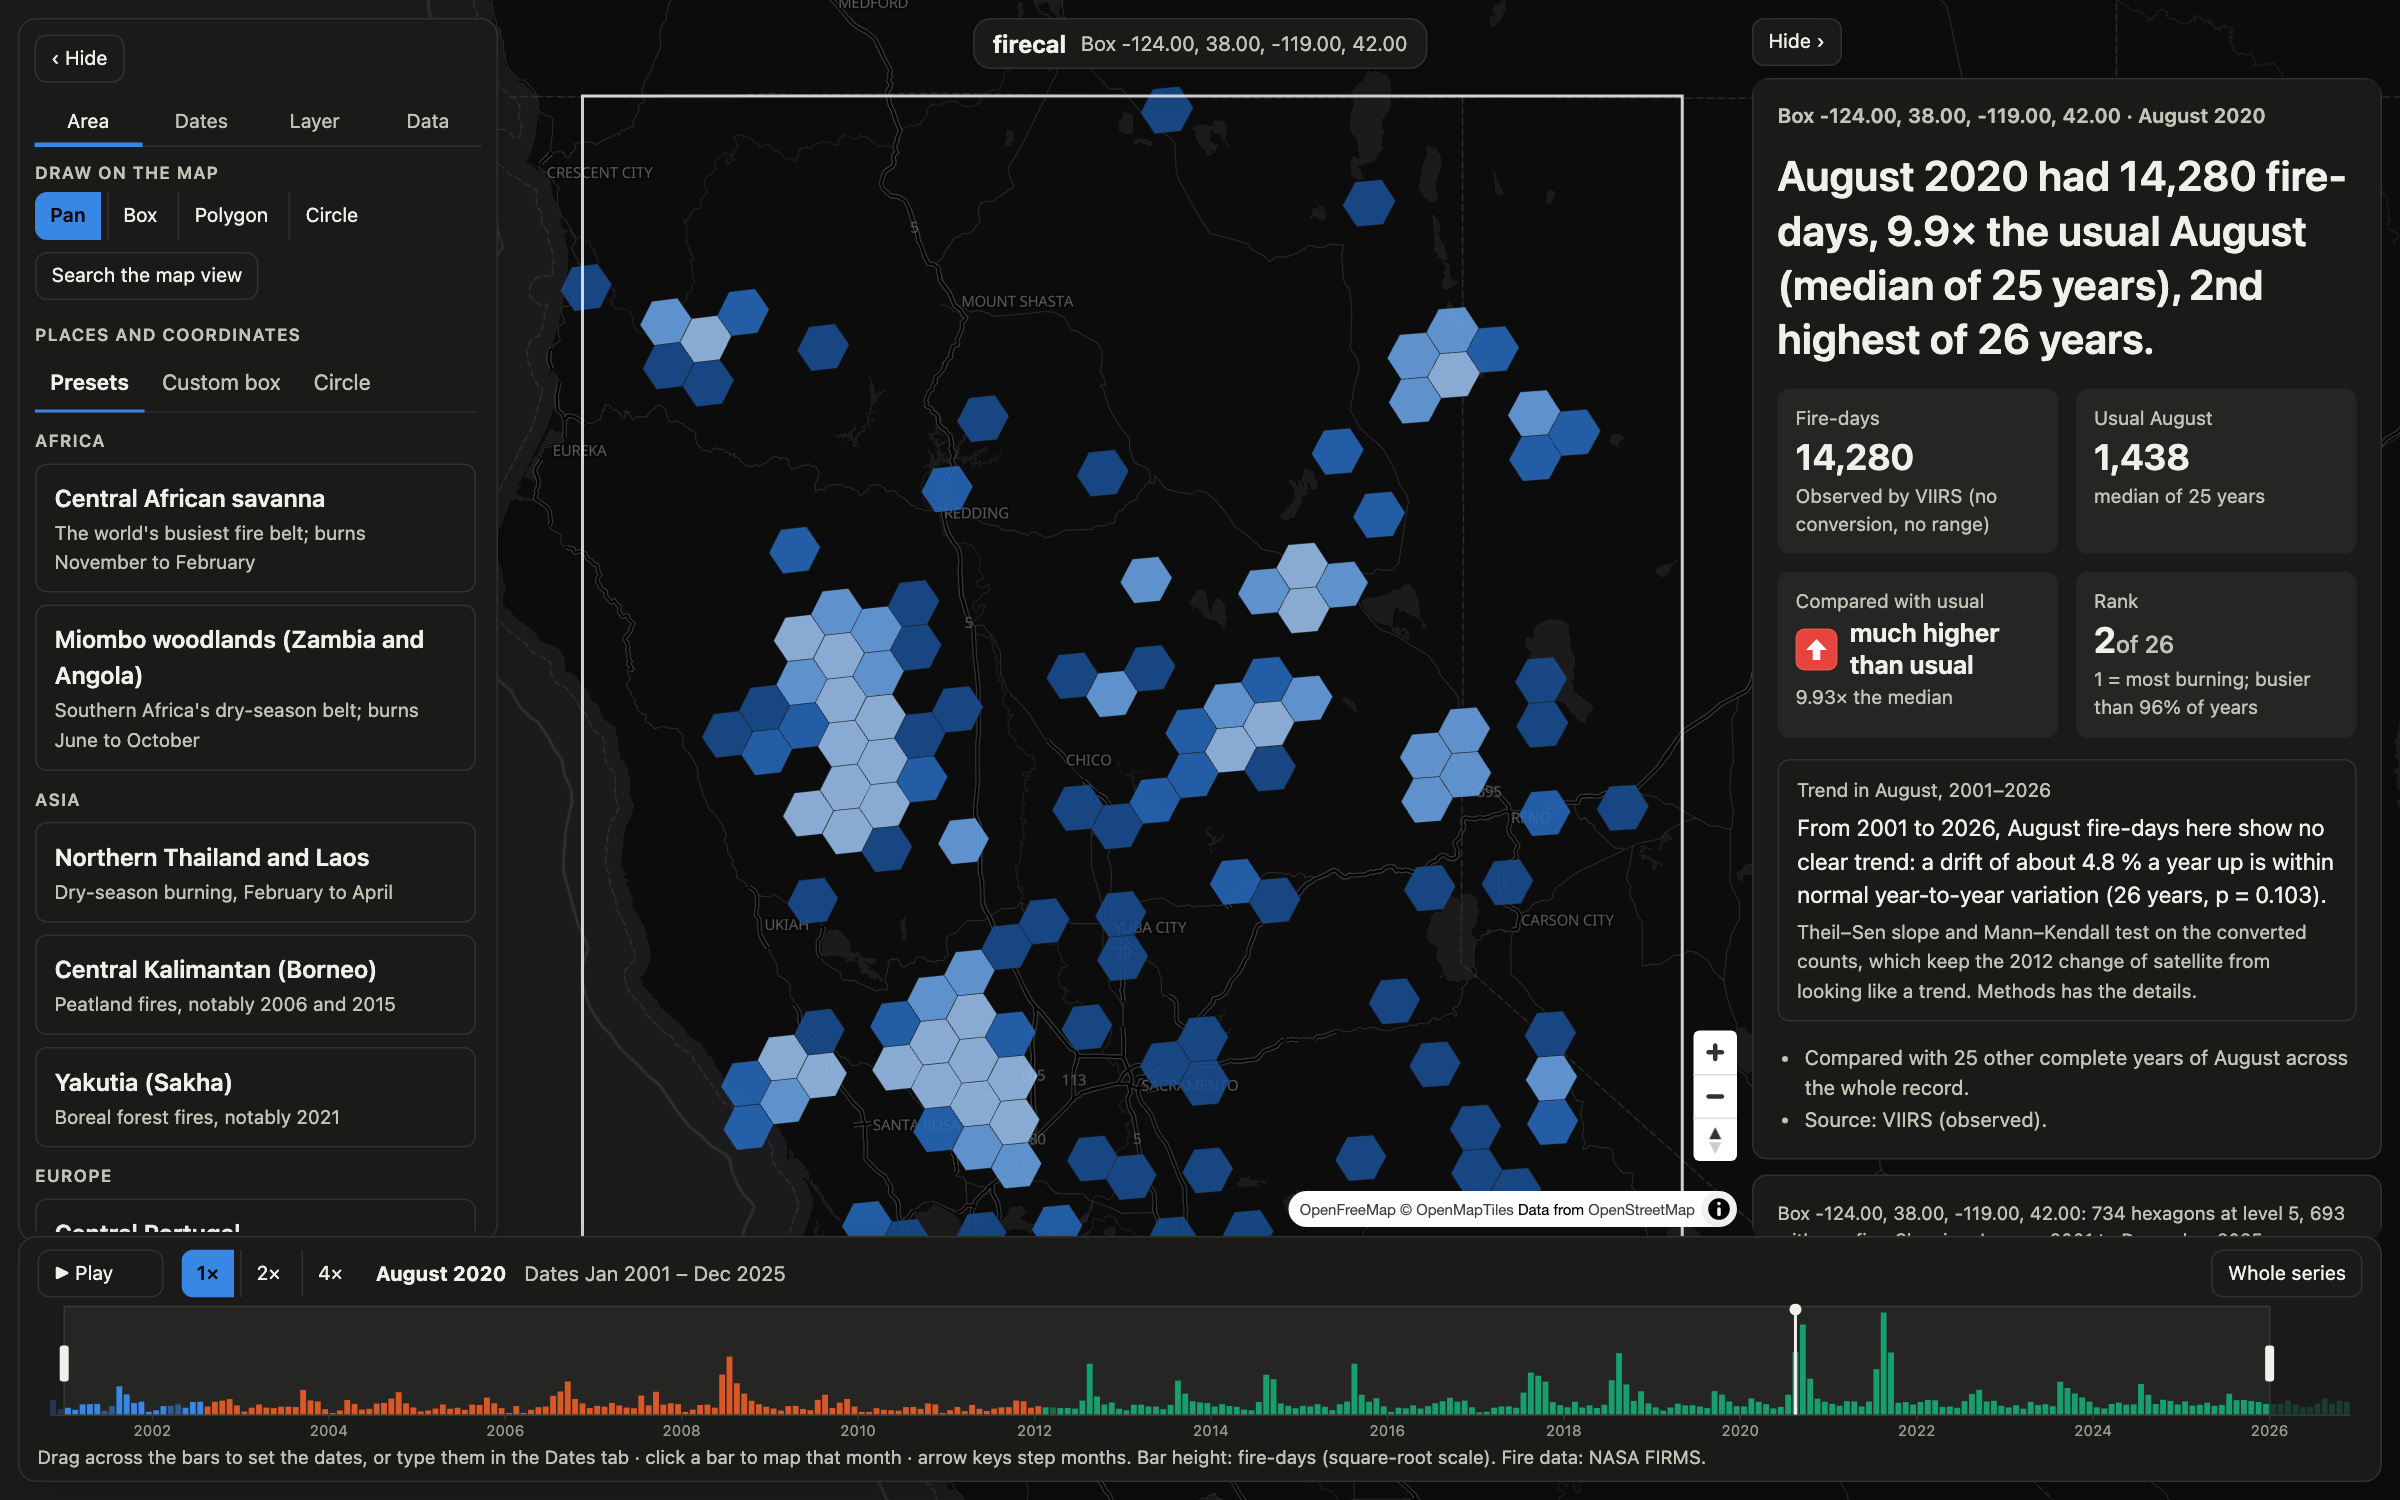 ‹ Hide
Area
Dates
Layer
Data
DRAW ON THE MAP
Pan
Box
Polygon
Circle
Search the map view
PLACES AND COORDINATES
Presets
Custom box
Circle
AFRICA
Central African savanna
The world's busiest fire belt; burns
November to February
Miombo woodlands (Zambia and
Angola)
Southern Africa's dry-season belt; burns
June to October
ASIA
Northern Thailand and Laos
Dry-season burning, February to April
Central Kalimantan (Borneo)
Peatland fires, notably 2006 and 2015
Yakutia (Sakha)
Boreal forest fires, notably 2021
EUROPE
Central Portugal
firecal Box -124.00, 38.00, -119.00, 42.00
MEDFORD
CRESCENT CITY
5
MOUNT SHASTA
EUREKA
REDDING
5
CHICO
395
RENO
UKIAH
YUBA CITY
70
CARSON CITY
113
SACRAMENTO
SANTA ROSA
80
5
+
−
OpenFreeMap © OpenMapTiles Data from OpenStreetMap
Hide ›
Box -124.00, 38.00, -119.00, 42.00 · August 2020
August 2020 had 14,280 fire-
days, 9.9× the usual August
(median of 25 years), 2nd
highest of 26 years.
Fire-days
14,280
Observed by VIIRS (no
conversion, no range)
Usual August
1,438
median of 25 years
Compared with usual
much higher
than usual
9.93× the median
Rank
2 of 26
1 = most burning; busier
than 96% of years
Trend in August, 2001–2026
From 2001 to 2026, August fire-days here show no
clear trend: a drift of about 4.8 % a year up is within
normal year-to-year variation (26 years, p = 0.103).
Theil–Sen slope and Mann–Kendall test on the converted
counts, which keep the 2012 change of satellite from
looking like a trend. Methods has the details.
• Compared with 25 other complete years of August across
the whole record.
• Source: VIIRS (observed).
Box -124.00, 38.00, -119.00, 42.00: 734 hexagons at level 5, 693
Play
1×
2×
4×
August 2020 Dates Jan 2001 – Dec 2025
Whole series
2002 2004 2006 2008 2010 2012 2014 2016 2018 2020 2022 2024 2026
Drag across the bars to set the dates, or type them in the Dates tab · click a bar to map that month · arrow keys step months. Bar height: fire-days (square-root scale). Fire data: NASA FIRMS.